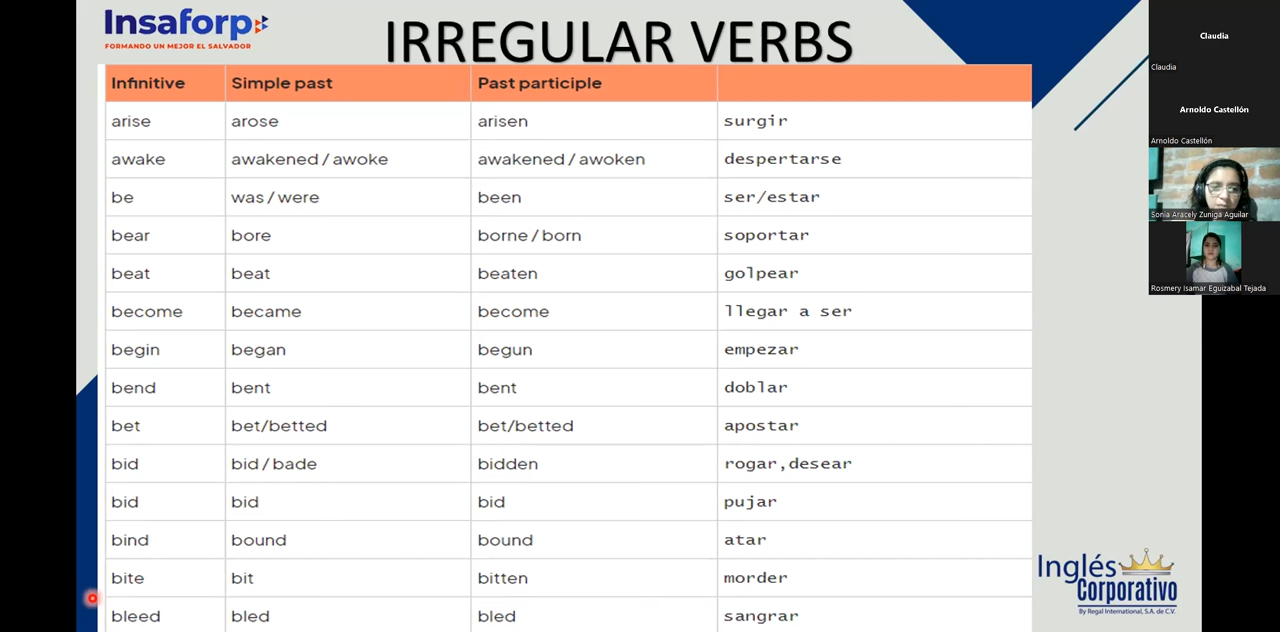 Insaforp
FORMANDO UN MEJOR EL SALVADOR
IRREGULAR VERBS
Infinitive Simple past Past participle
arise arose arisen surgir
awake awakened / awoke awakened / awoken despertarse
be was / were been ser/estar
bear bore borne / born soportar
beat beat beaten golpear
become became become llegar a ser
begin began begun empezar
bend bent bent doblar
bet bet/betted bet/betted apostar
bid bid / bade bidden rogar,desear
bid bid bid pujar
bind bound bound atar
bite bit bitten morder
bleed bled bled sangrar
Inglés
Corporativo
By Regal International, S.A. de C.V.
Claudia
Claudia
Arnoldo Castellón
Arnoldo Castellón
Sonia Aracely Zuniga Aguilar
Rosmery Isamar Eguizabal Tejada